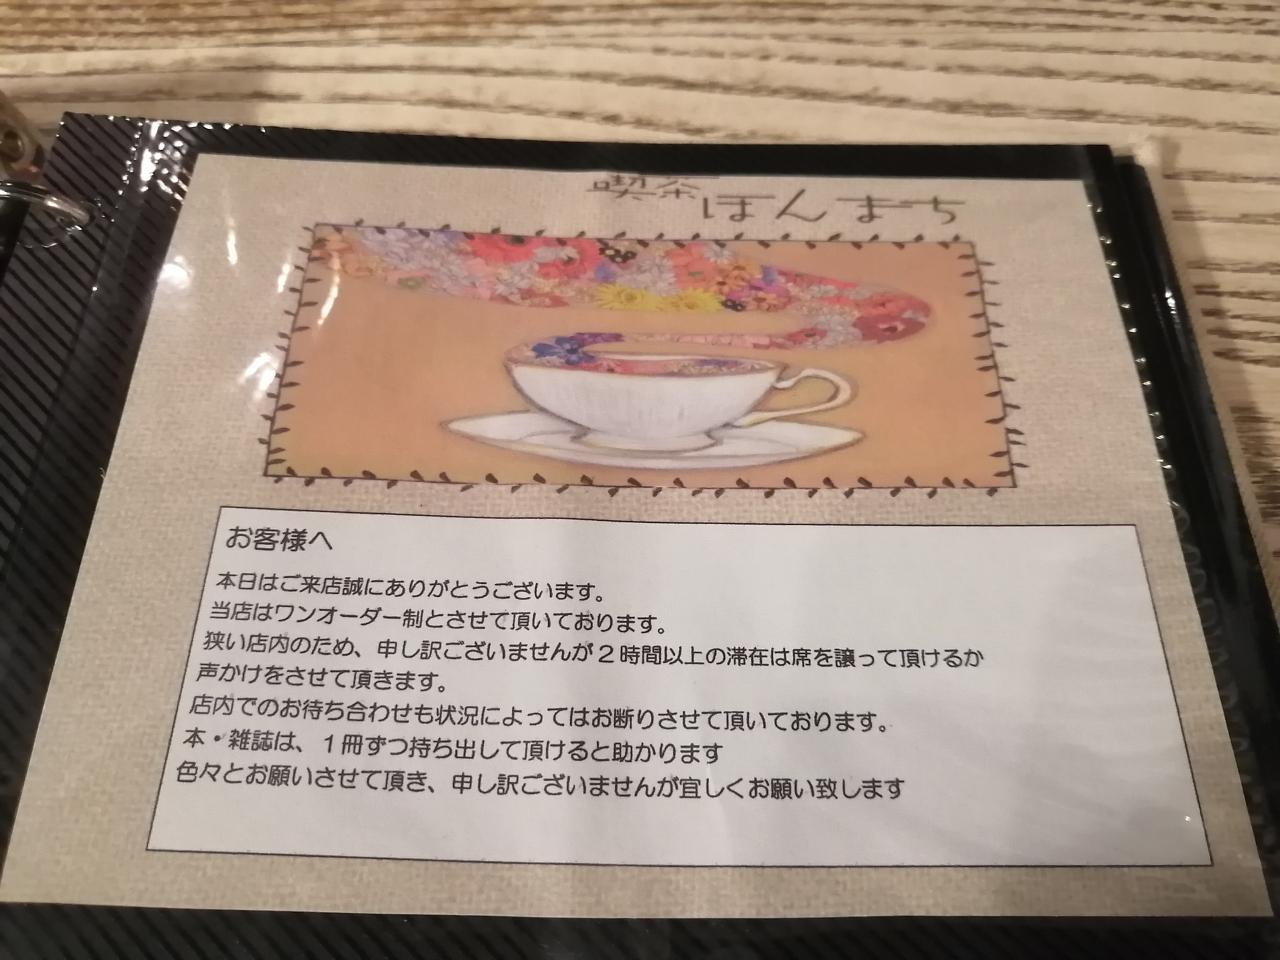 喫茶 ほんまち
お客様へ
本日はご来店誠にありがとうございます。
当店はワンオーダー制とさせて頂いております。
狭い店内のため、申し訳ございませんが２時間以上の滞在は席を譲って頂けるか
声かけをさせて頂きます。
店内でのお待ち合わせも状況によってはお断りさせて頂いております。
本・雑誌は、１冊ずつ持ち出して頂けると助かります
色々とお願いさせて頂き、申し訳ございませんが宜しくお願い致します